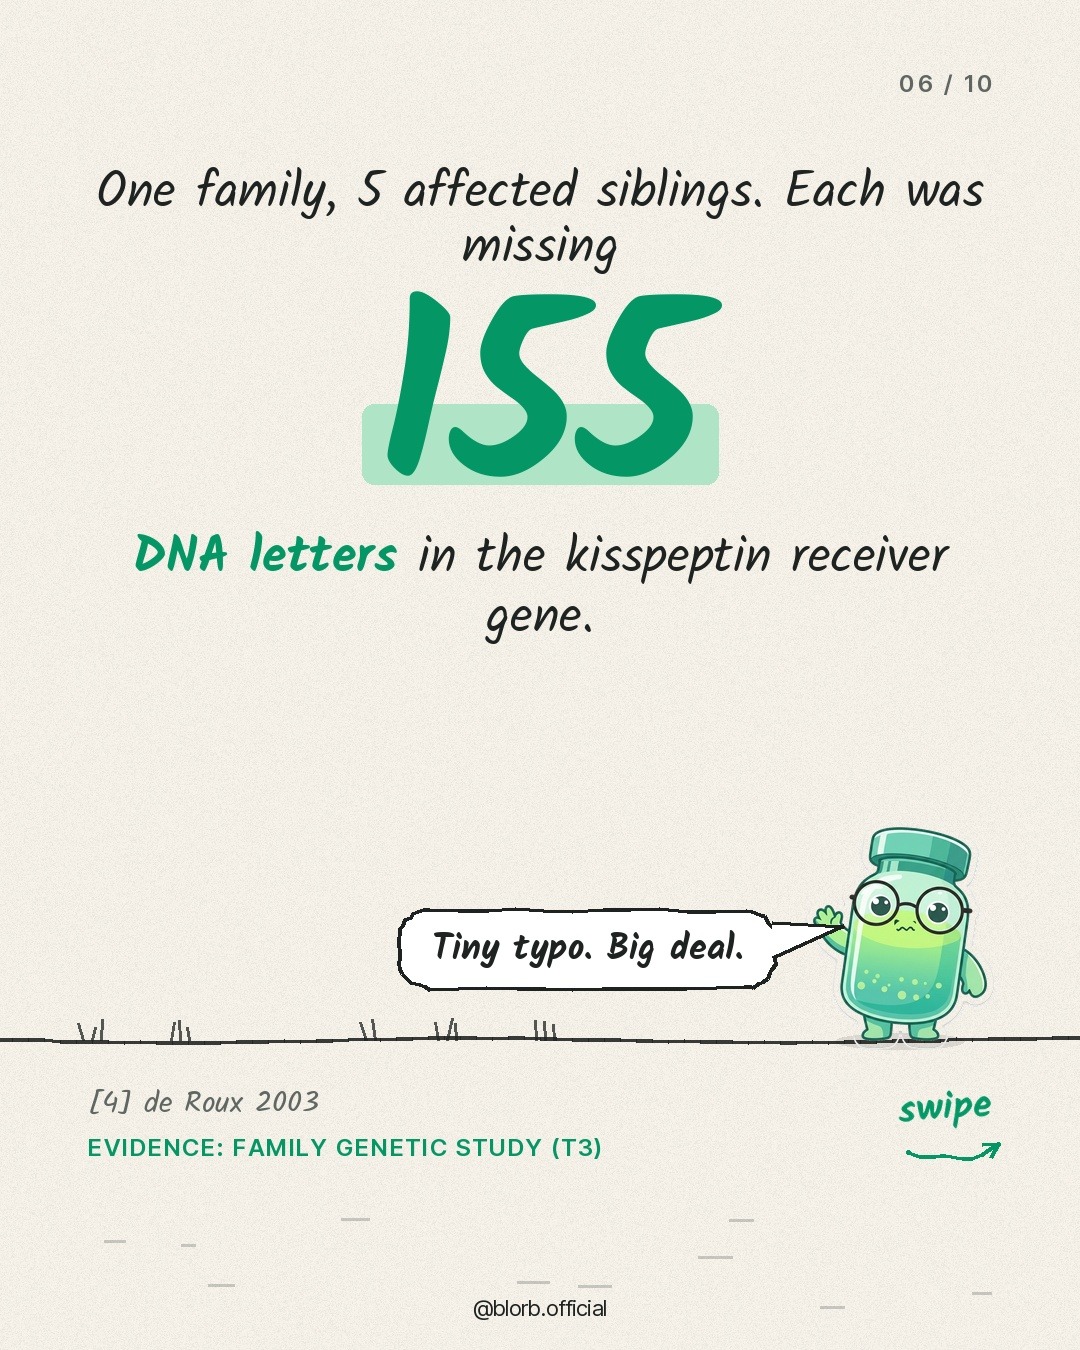 06 / 10
One family, 5 affected siblings. Each was
missing
155
DNA letters in the kisspeptin receiver
gene.
Tiny typo. Big deal.
[4] de Roux 2003
EVIDENCE: FAMILY GENETIC STUDY (T3)
swipe
@blorb.official